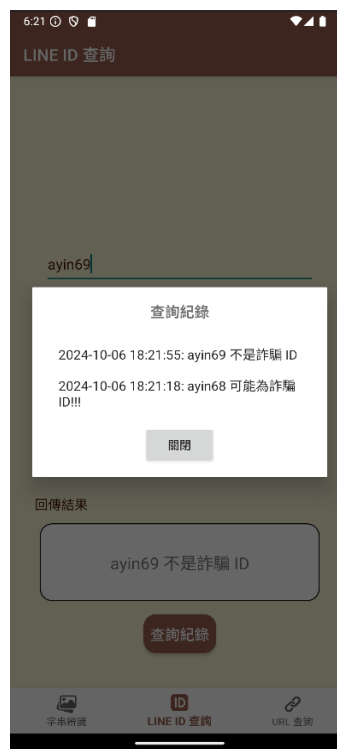 6:21
LINE ID 查詢
ayin69
查詢紀錄
2024-10-06 18:21:55: ayin69 不是詐騙 ID
2024-10-06 18:21:18: ayin68 可能為詐騙
ID!!!
關閉
回傳結果
ayin69 不是詐騙 ID
查詢紀錄
ID
字串辨識
LINE ID 查詢
URL 查詢